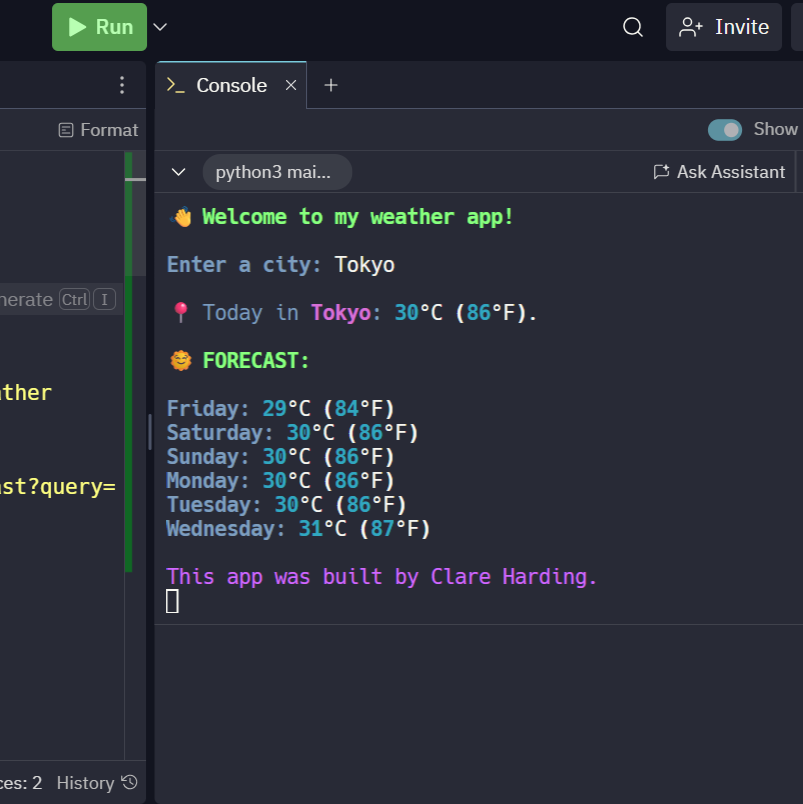 Run
Invite
Console
Format
Show
python3 mai...
Ask Assistant
👋 Welcome to my weather app!
Enter a city: Tokyo
nerate Ctrl I
📍 Today in Tokyo: 30°C (86°F).
🌞 FORECAST:
ther
Friday: 29°C (84°F)
Saturday: 30°C (86°F)
Sunday: 30°C (86°F)
st?query=
Monday: 30°C (86°F)
Tuesday: 30°C (86°F)
Wednesday: 31°C (87°F)
This app was built by Clare Harding.
ces: 2 History